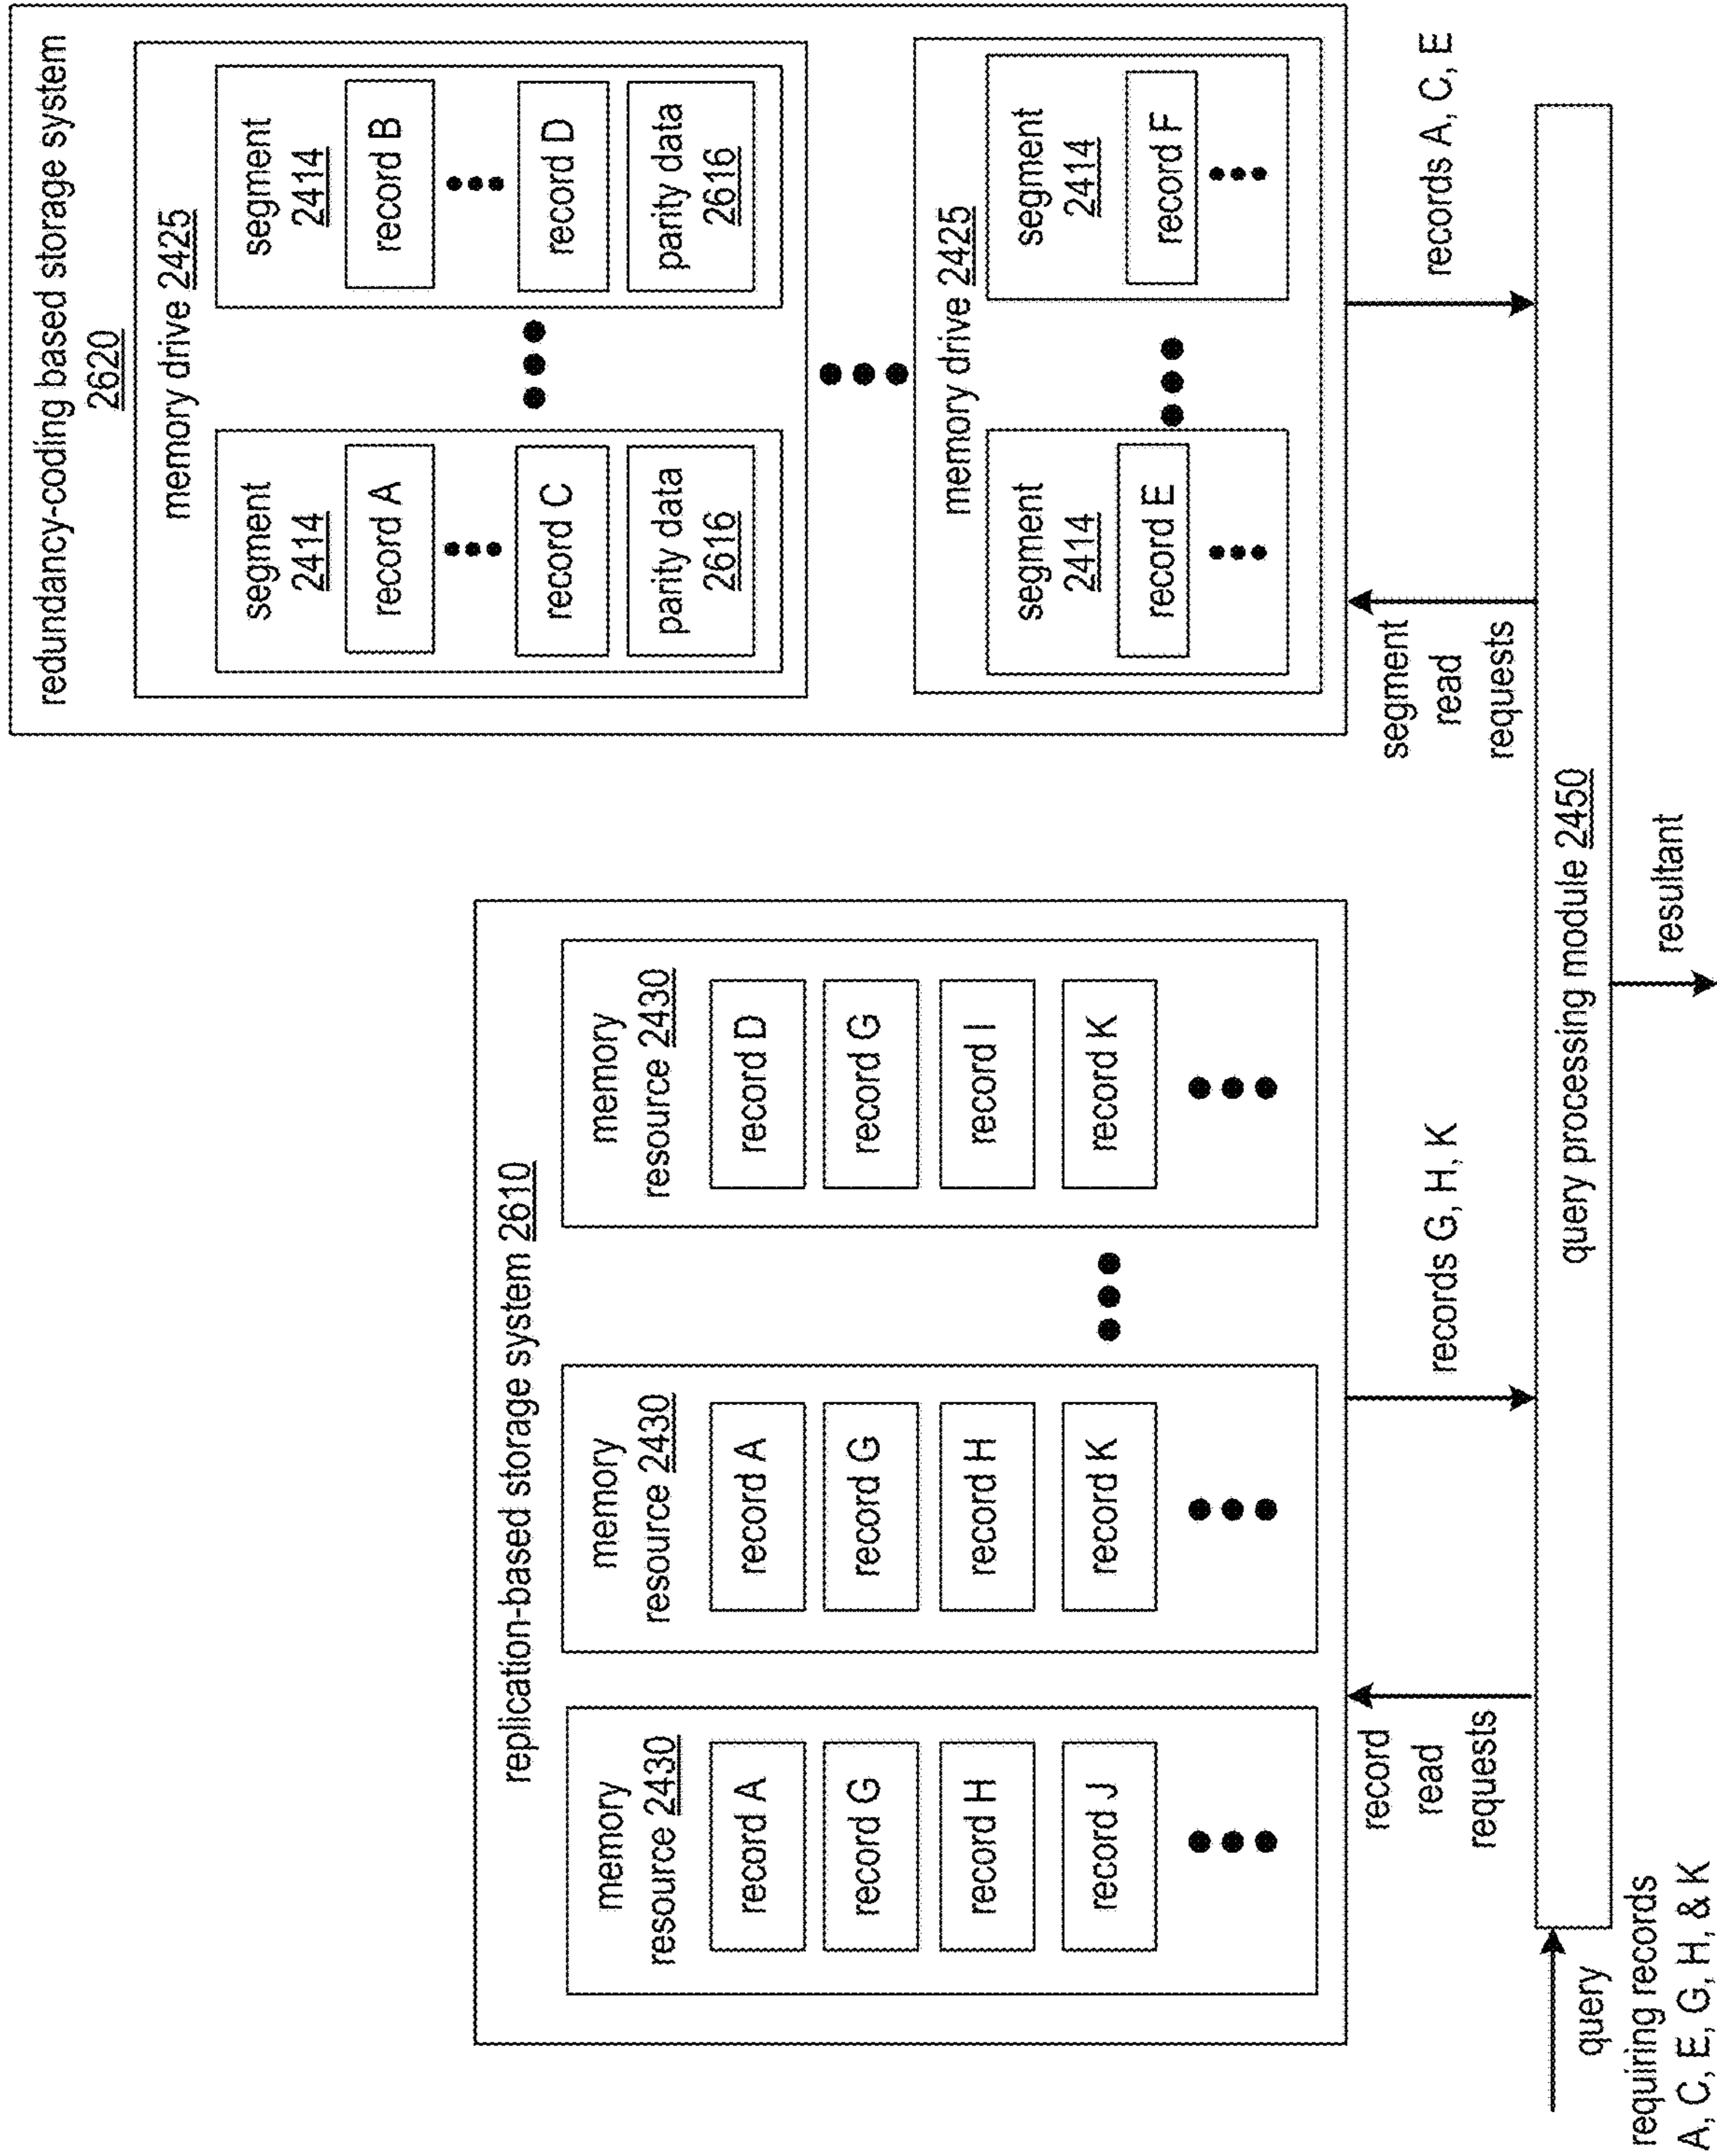 redundancy-coding based storage system
2620
memory drive 2425
segment
2414
record A
record C
parity data
2616
segment
2414
record B
record D
parity data
2616
memory drive 2425
segment
2414
record E
segment
2414
record F
replication-based storage system 2610
memory
resource 2430
record A
record G
record H
record J
memory
resource 2430
record A
record G
record H
record K
memory
resource 2430
record D
record G
record I
record K
record
read
requests
records G, H, K
segment
read
requests
records A, C, E
query processing module 2450
query
requiring records
A, C, E, G, H, & K
resultant